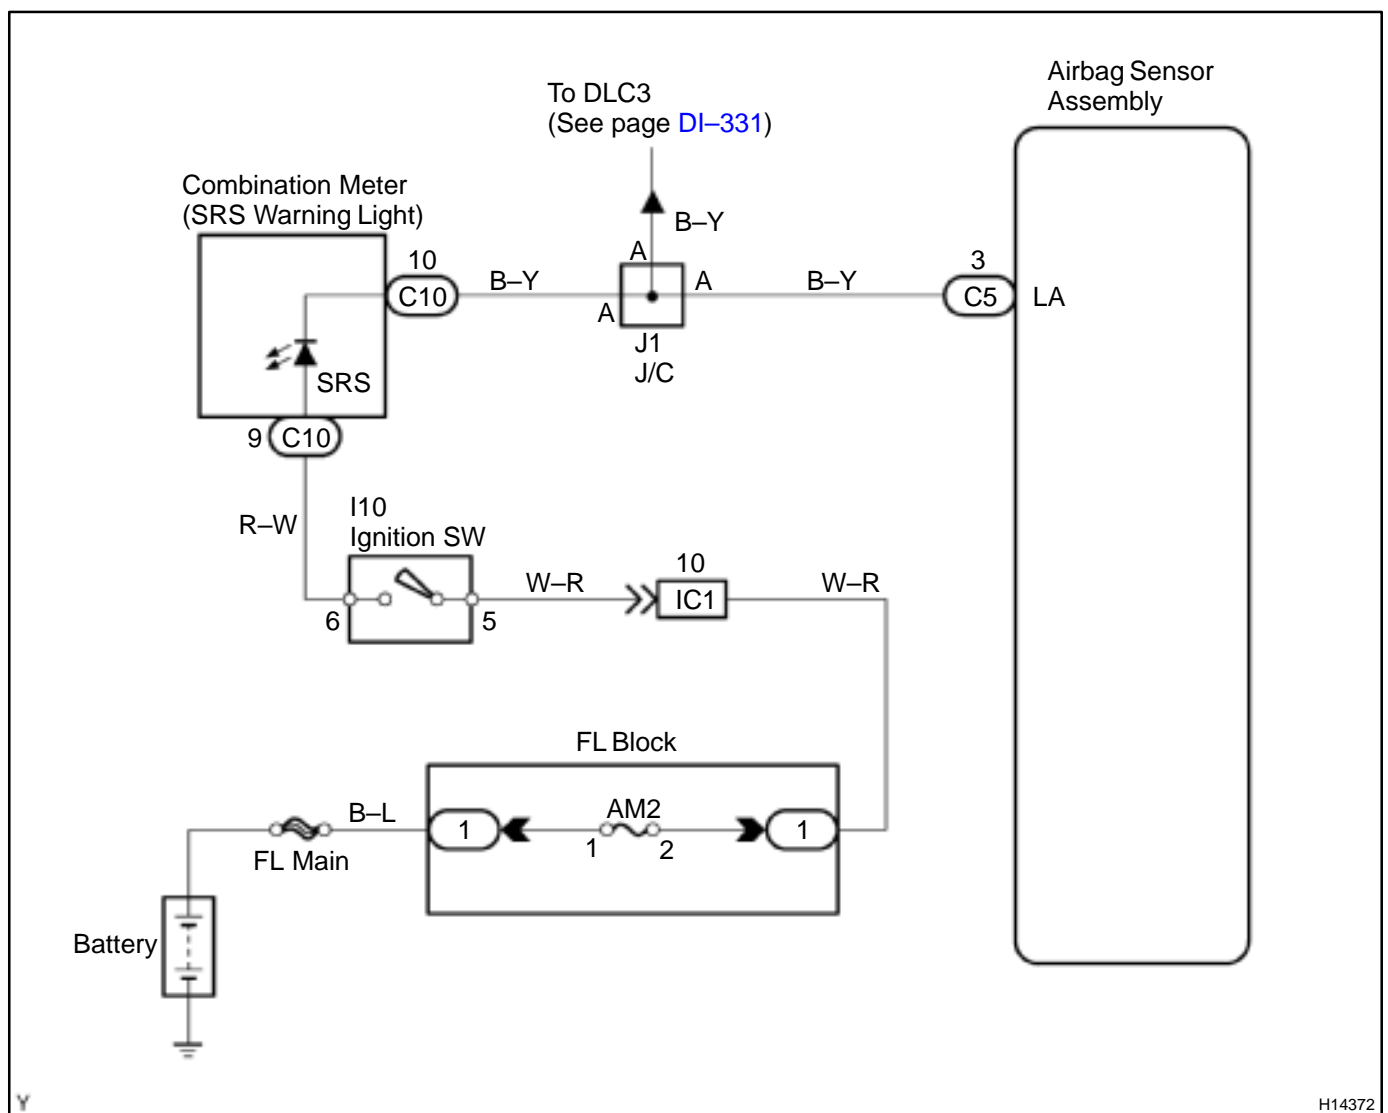 To DLC3
(See page DI–331)
Airbag Sensor
Assembly
Combination Meter
(SRS Warning Light)
B–Y
10
C10
B–Y
A
A
A
J1
J/C
B–Y
3
C5
LA
SRS
9
C10
R–W
I10
Ignition SW
6
5
W–R
10
IC1
W–R
FL Block
B–L
FL Main
1
AM2
1
2
1
Battery
Y
H14372